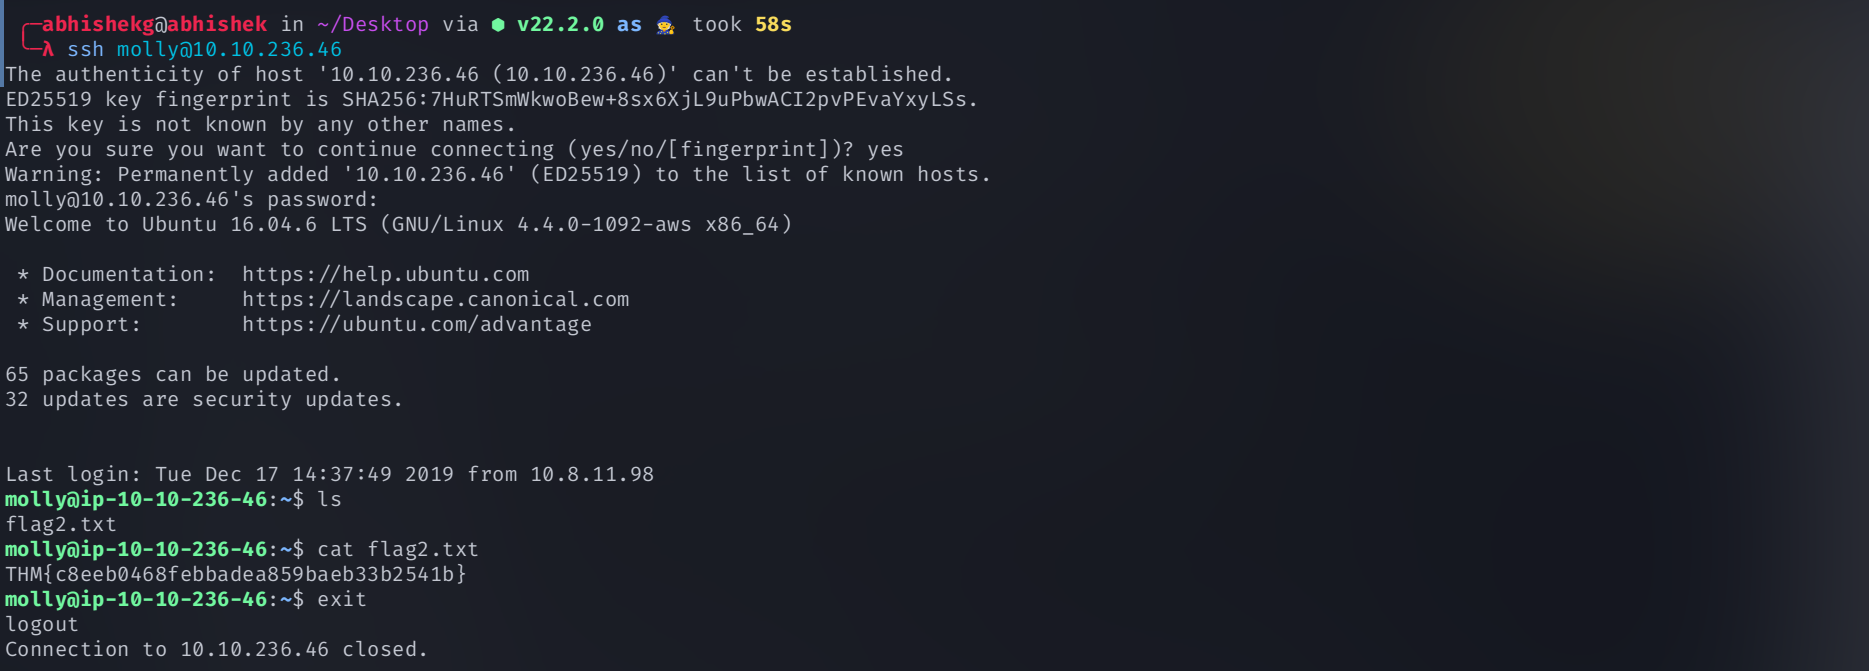 abhishekg@abhishek in ~/Desktop via ⬢ v22.2.0 as 🧙 took 58s
λ ssh molly@10.10.236.46
The authenticity of host '10.10.236.46 (10.10.236.46)' can't be established.
ED25519 key fingerprint is SHA256:7HuRTSmWkwoBew+8sx6XjL9uPbwACI2pvPEvaYxyLSs.
This key is not known by any other names.
Are you sure you want to continue connecting (yes/no/[fingerprint])? yes
Warning: Permanently added '10.10.236.46' (ED25519) to the list of known hosts.
molly@10.10.236.46's password:
Welcome to Ubuntu 16.04.6 LTS (GNU/Linux 4.4.0-1092-aws x86_64)
* Documentation:  https://help.ubuntu.com
* Management:     https://landscape.canonical.com
* Support:        https://ubuntu.com/advantage
65 packages can be updated.
32 updates are security updates.
Last login: Tue Dec 17 14:37:49 2019 from 10.8.11.98
molly@ip-10-10-236-46:~$ ls
flag2.txt
molly@ip-10-10-236-46:~$ cat flag2.txt
THM{c8eeb0468febbadea859baeb33b2541b}
molly@ip-10-10-236-46:~$ exit
logout
Connection to 10.10.236.46 closed.